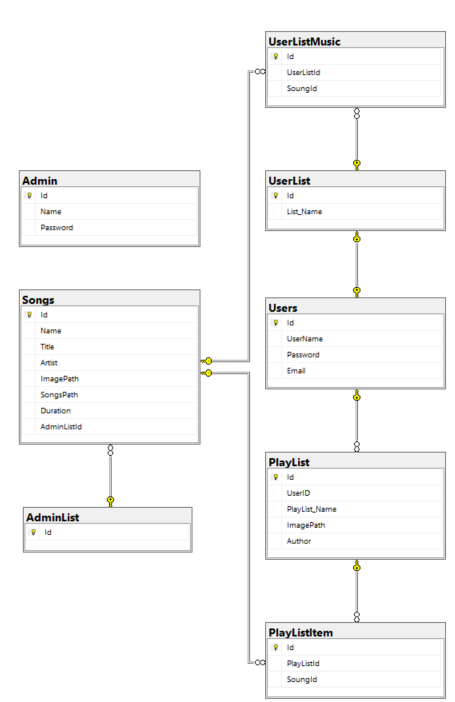 UserListMusic
Id
UserListId
SoungId
Admin
Id
Name
Password
UserList
Id
List_Name
Songs
Id
Name
Title
Artist
ImagePath
SongsPath
Duration
AdminListId
Users
Id
UserName
Password
Email
PlayList
Id
UserID
PlayList_Name
ImagePath
Author
AdminList
Id
PlayListItem
Id
PlayListId
SoungId